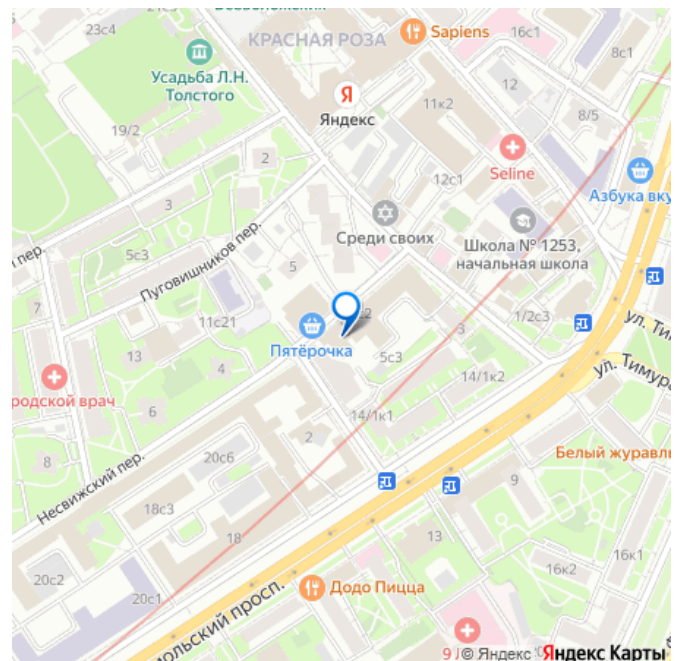 23с4
КРАСНАЯ РОЗА
Sapiens
16с1
8с1
Усадьба Л.Н.
Толстого
Я
Яндекс
11к2
12
8/5
19/2
2
12с1
Seline
Азбука вку
3
Среди своих
Школа № 1253,
начальная школа
пер.
5с3
Пуговишников пер.
5
7
11с21
1/2с3
ул. Ти
3
Пятёрочка
5с3
13
4
ул. Тимура
родской врач
6
14/1к2
14/1к1
2
Белый журавл
8
20с6
Несвижский пер.
9
18с3
18
13
16к1
16к2
20с2
20с1
Додо Пицца
мольский просп.
9
© Яндекс
Яндекс Карты